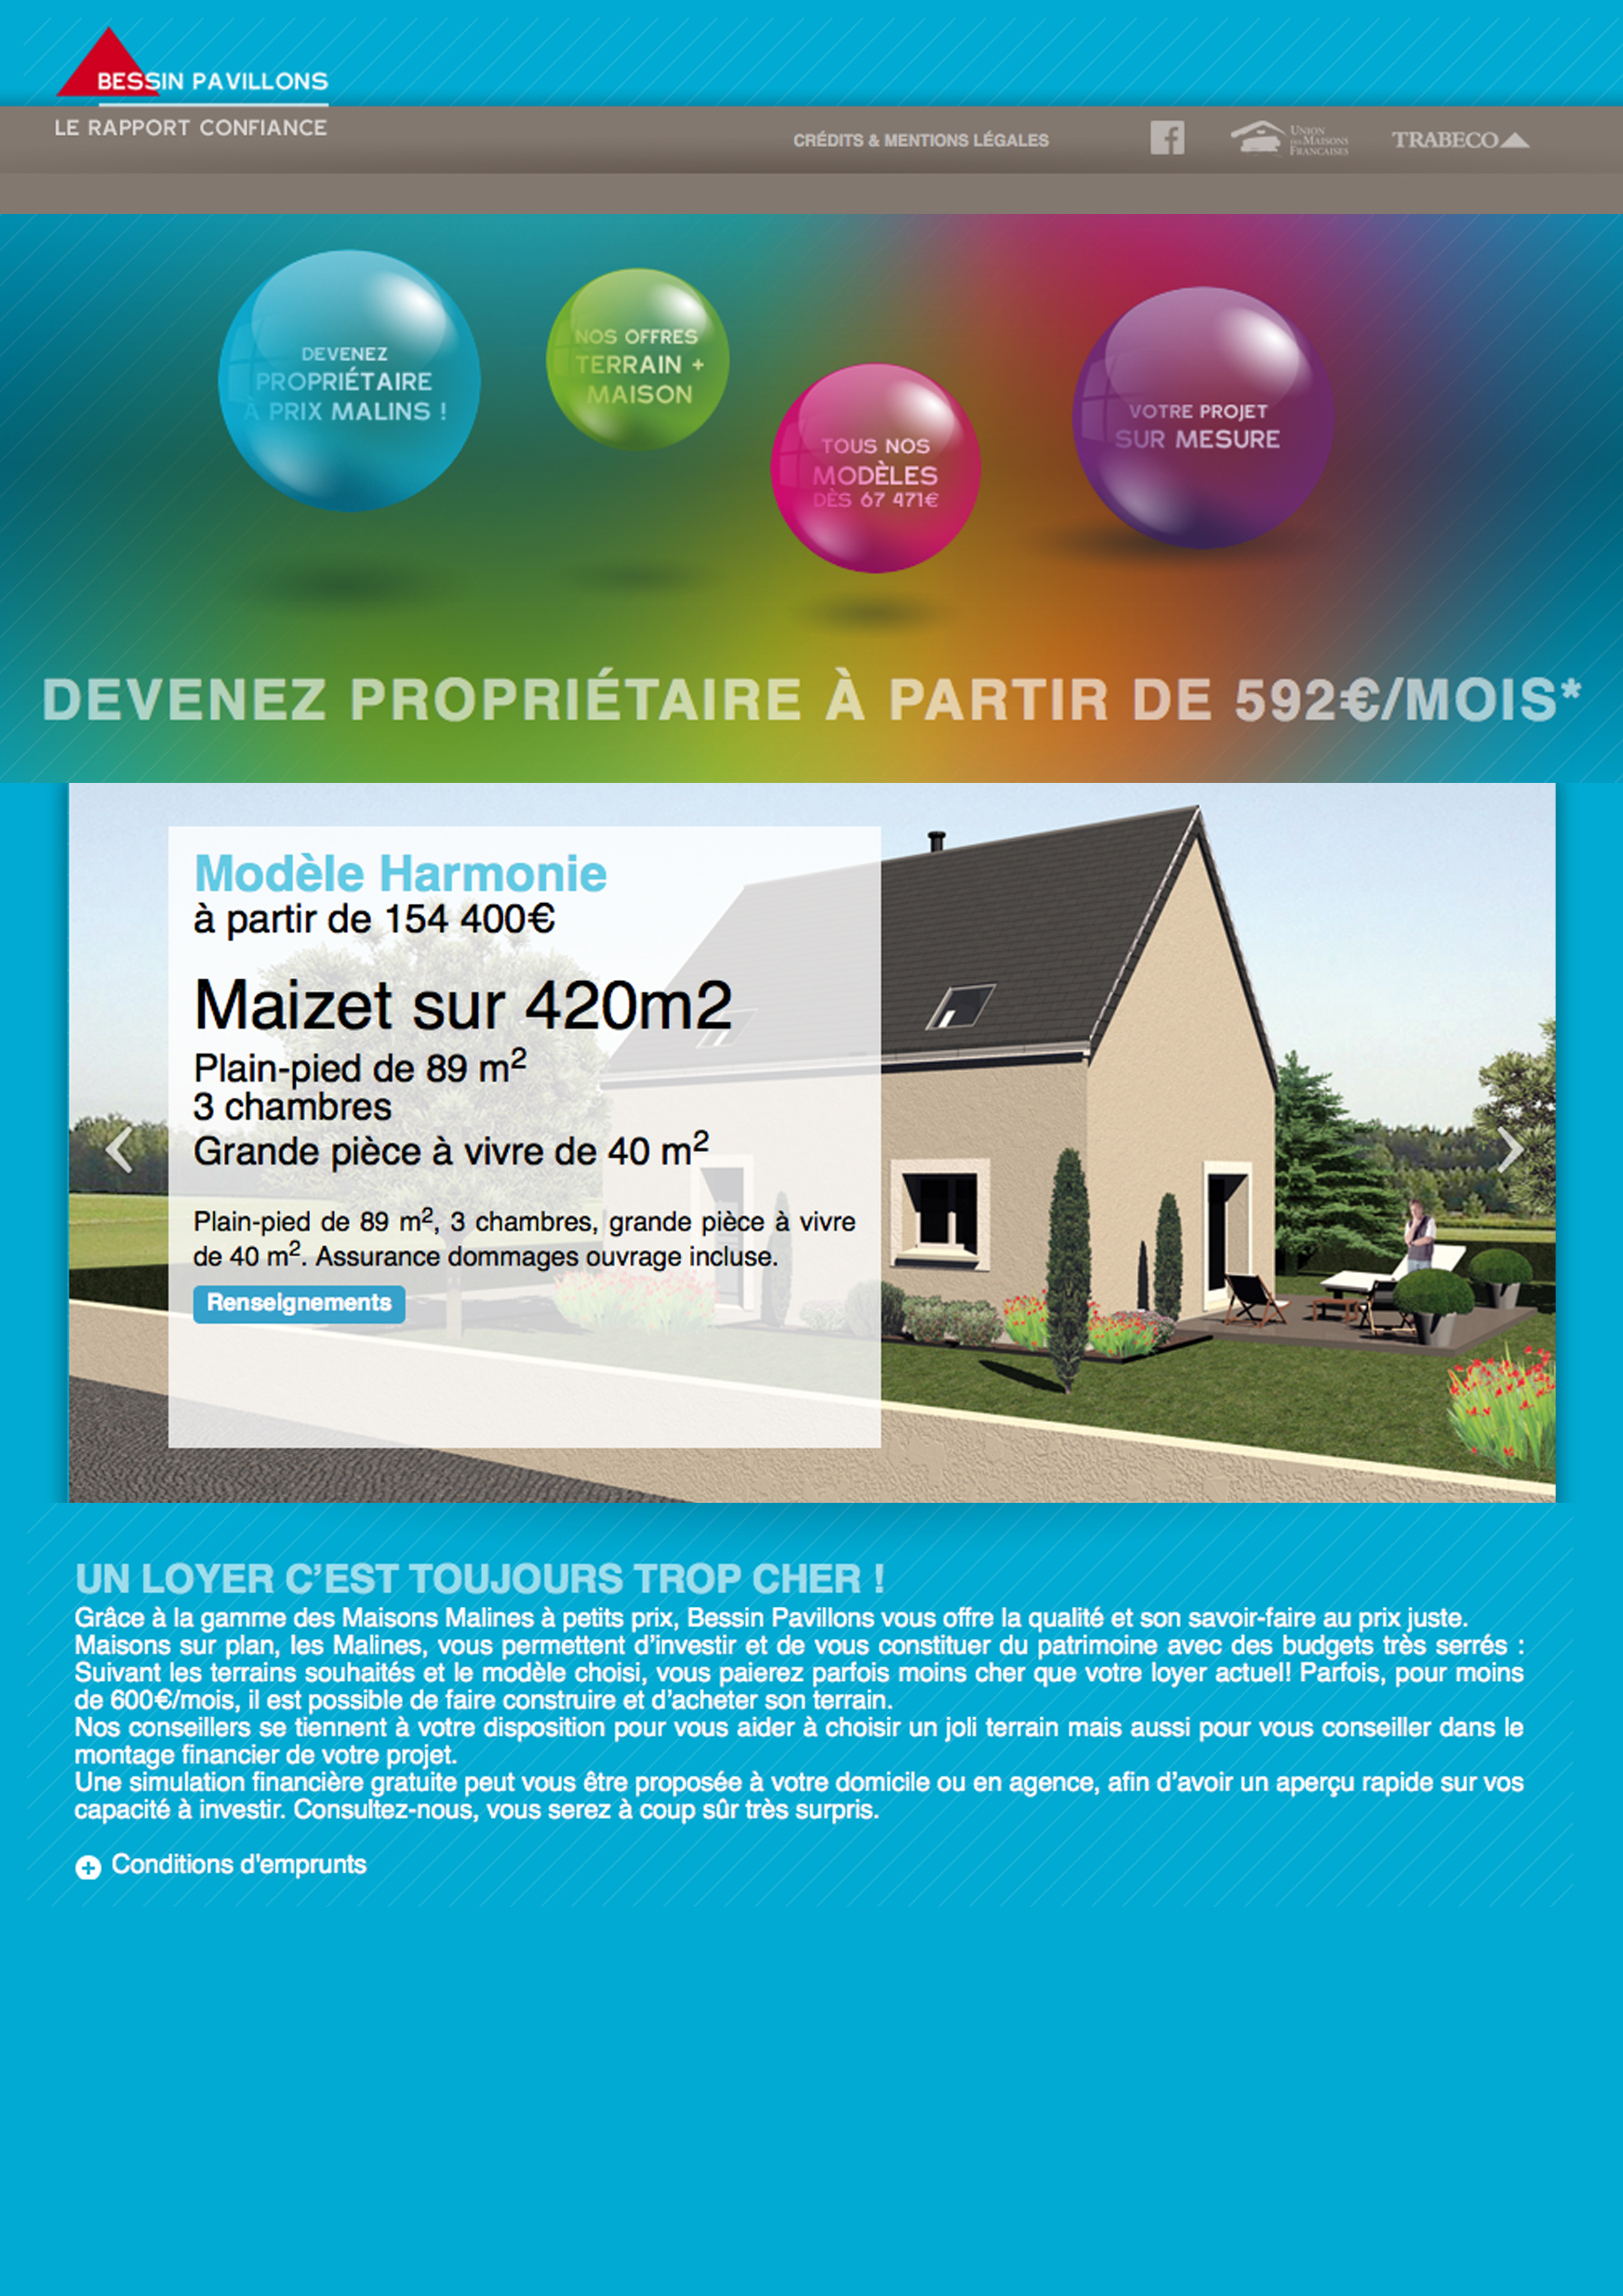 BESSIN PAVILLONS
LE RAPPORT CONFIANCE
CRÉDITS & MENTIONS LÉGALES
UNION
DES MAISONS
FRANÇAISES
TRABECO
DEVENEZ
PROPRIÉTAIRE
À PRIX MALINS !
NOS OFFRES
TERRAIN +
MAISON
TOUS NOS
MODÈLES
DÈS 67 471€
VOTRE PROJET
SUR MESURE
DEVENEZ PROPRIÉTAIRE À PARTIR DE 592€/MOIS*
Modèle Harmonie
à partir de 154 400€
Maizet sur 420m2
Plain-pied de 89 m²
3 chambres
Grande pièce à vivre de 40 m²
Plain-pied de 89 m², 3 chambres, grande pièce à vivre
de 40 m². Assurance dommages ouvrage incluse.
Renseignements
UN LOYER C’EST TOUJOURS TROP CHER !
Grâce à la gamme des Maisons Malines à petits prix, Bessin Pavillons vous offre la qualité et son savoir-faire au prix juste.
Maisons sur plan, les Malines, vous permettent d’investir et de vous constituer du patrimoine avec des budgets très serrés :
Suivant les terrains souhaités et le modèle choisi, vous paierez parfois moins cher que votre loyer actuel! Parfois, pour moins
de 600€/mois, il est possible de faire construire et d’acheter son terrain.
Nos conseillers se tiennent à votre disposition pour vous aider à choisir un joli terrain mais aussi pour vous conseiller dans le
montage financier de votre projet.
Une simulation financière gratuite peut vous être proposée à votre domicile ou en agence, afin d’avoir un aperçu rapide sur vos
capacité à investir. Consultez-nous, vous serez à coup sûr très surpris.
Conditions d'emprunts